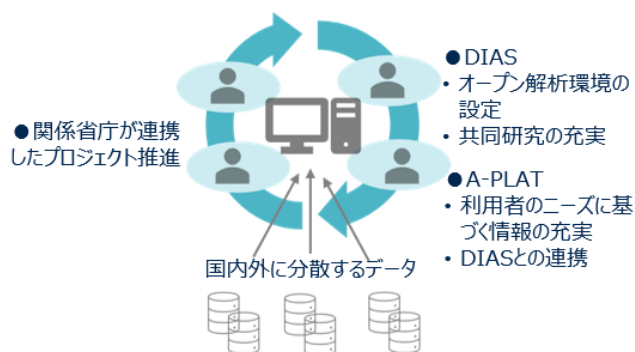 ●関係省庁が連携
したプロジェクト推進
●DIAS
・ オープン解析環境の
設定
・ 共同研究の充実
●A-PLAT
・ 利用者のニーズに基
づく情報の充実
・ DIASとの連携
国内外に分散するデータ